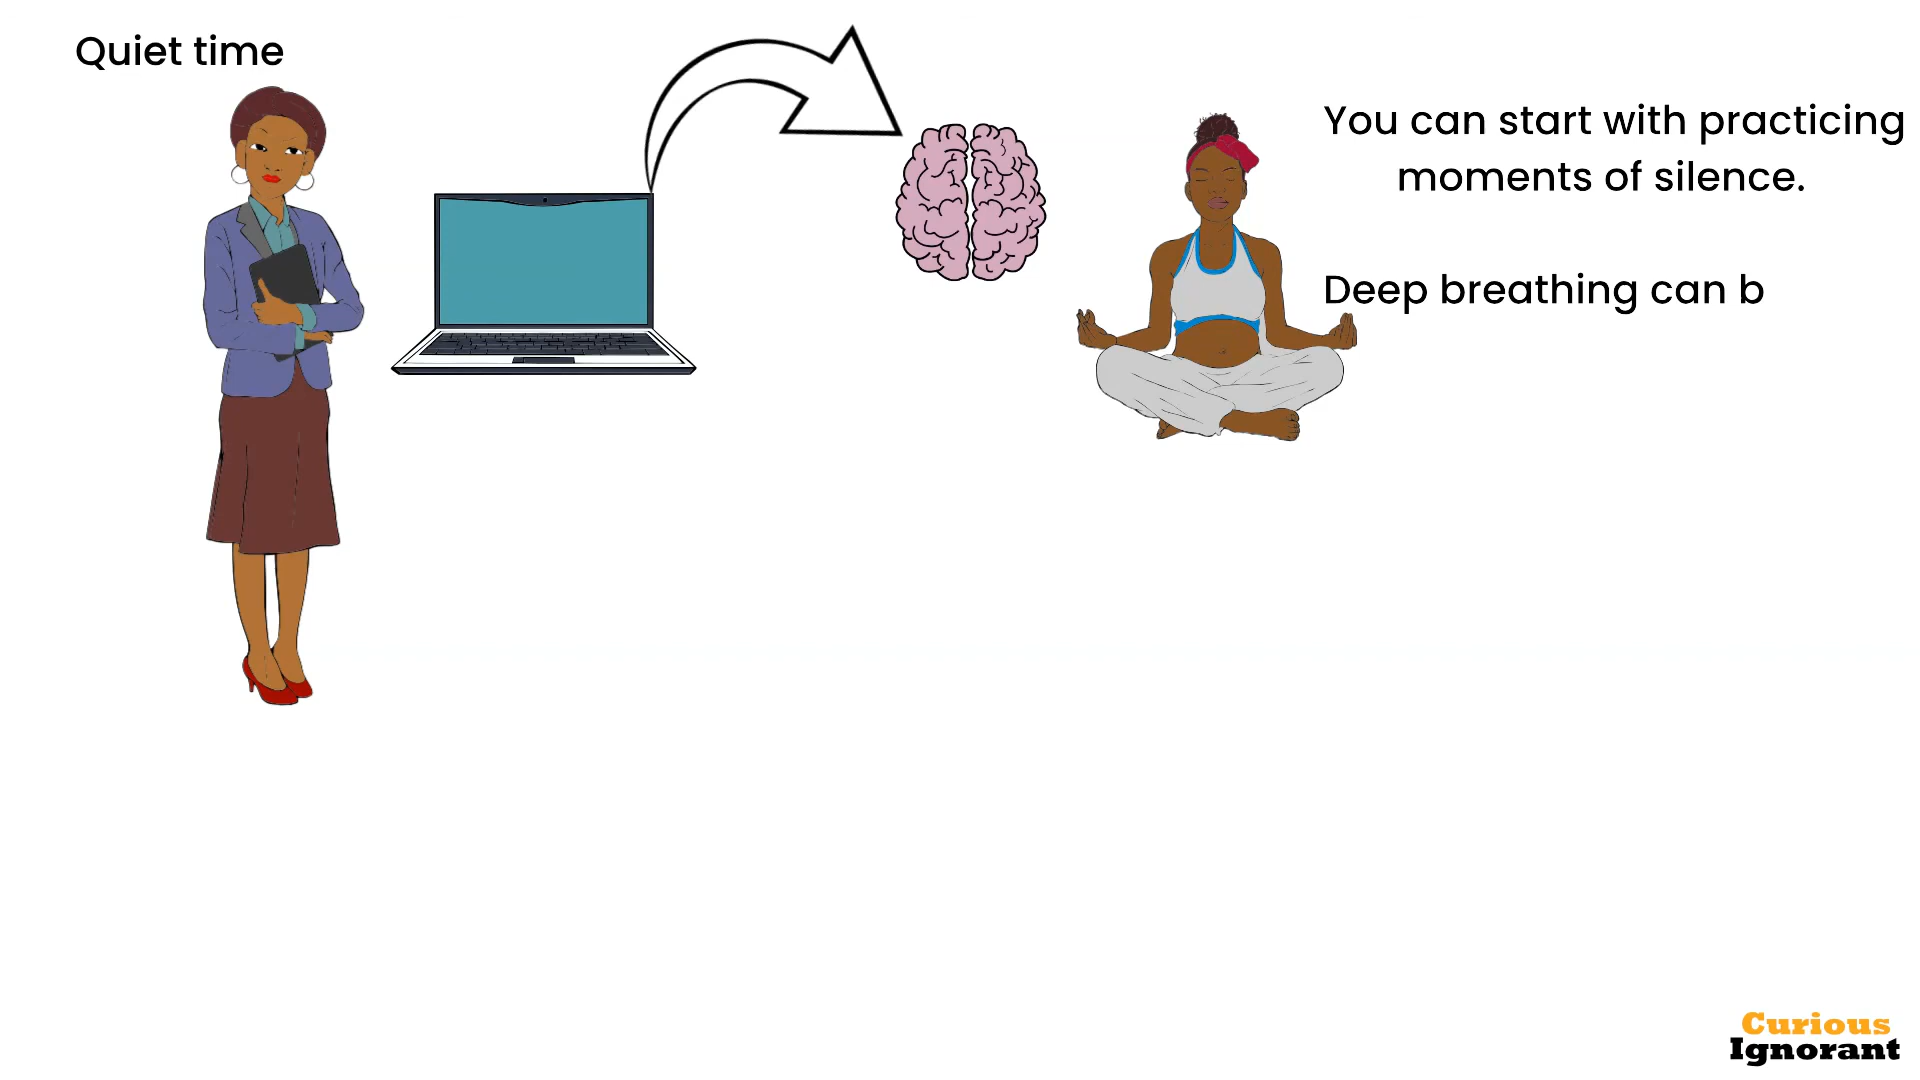 Quiet time
You can start with practicing
moments of silence.
Deep breathing can b
Curious
Ignorant